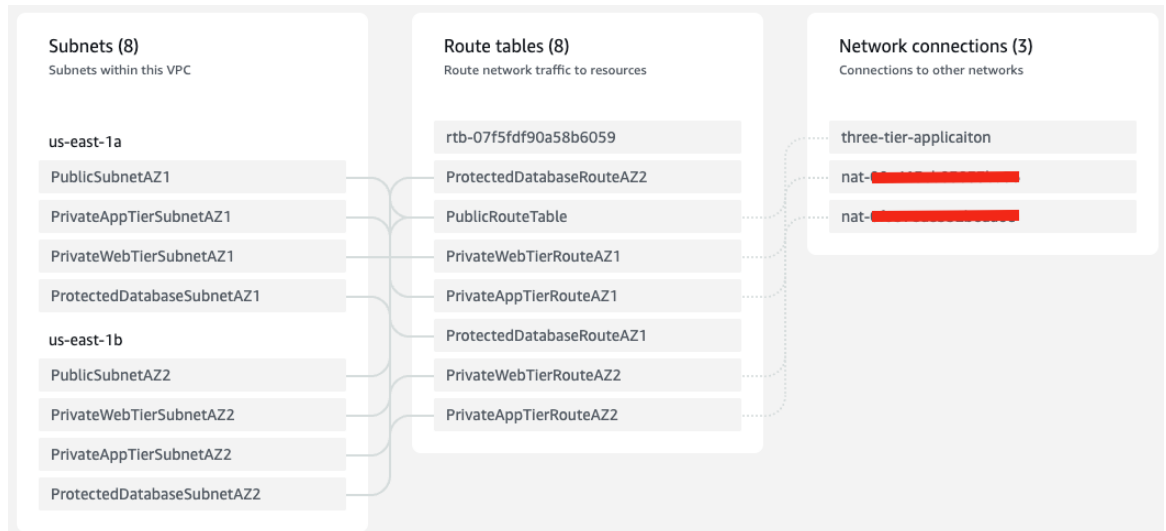 Subnets (8)
Subnets within this VPC
us-east-1a
PublicSubnetAZ1
PrivateAppTierSubnetAZ1
PrivateWebTierSubnetAZ1
ProtectedDatabaseSubnetAZ1
us-east-1b
PublicSubnetAZ2
PrivateWebTierSubnetAZ2
PrivateAppTierSubnetAZ2
ProtectedDatabaseSubnetAZ2
Route tables (8)
Route network traffic to resources
rtb-07f5fdf90a58b6059
ProtectedDatabaseRouteAZ2
PublicRouteTable
PrivateWebTierRouteAZ1
PrivateAppTierRouteAZ1
ProtectedDatabaseRouteAZ1
PrivateWebTierRouteAZ2
PrivateAppTierRouteAZ2
Network connections (3)
Connections to other networks
three-tier-applicaiton
nat-
nat-